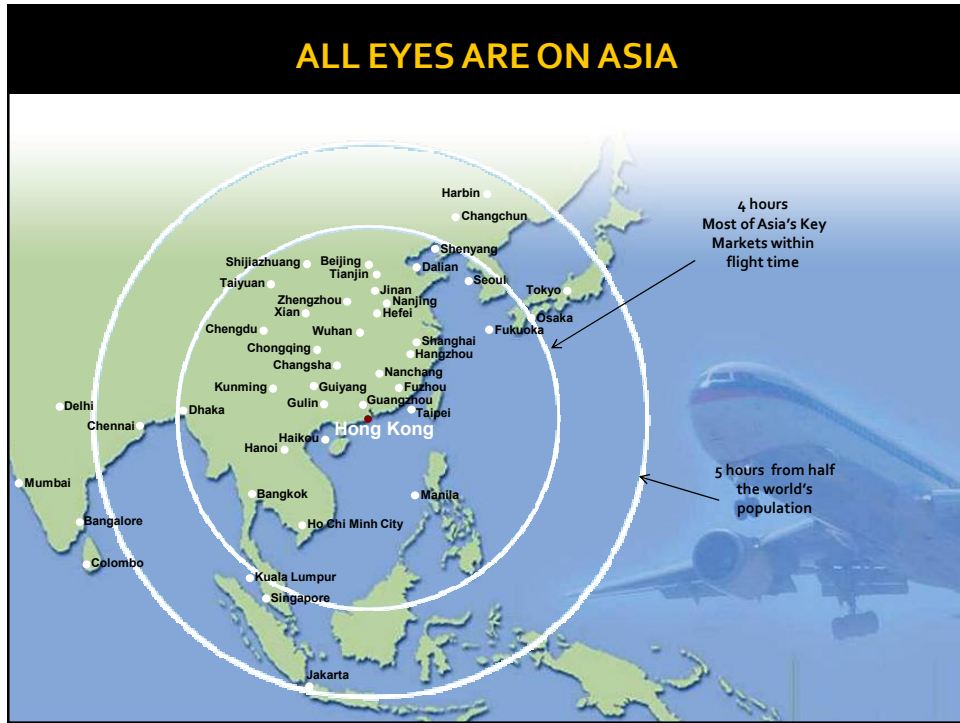 ALL EYES ARE ON ASIA
Harbin
Changchun
4 hours
Most of Asia's Key
Markets within
flight time
Shenyang
Shijiazhuang
Beijing
Tianjin
Dalian
Seoul
Taiyuan
Jinan
Tokyo
Zhengzhou
Nanjing
Xian
Hefei
Osaka
Chengdu
Wuhan
Fukuoka
Shanghai
Chongqing
Hangzhou
Changsha
Nanchang
Kunming
Guiyang
Fuzhou
Delhi
Dhaka
Gulin
Guangzhou
Taipei
Chennai
Hong Kong
Haikou
Hanoi
5 hours from half
the world's
population
Mumbai
Bangkok
Manila
Bangalore
Ho Chi Minh City
Colombo
Kuala Lumpur
Singapore
Jakarta